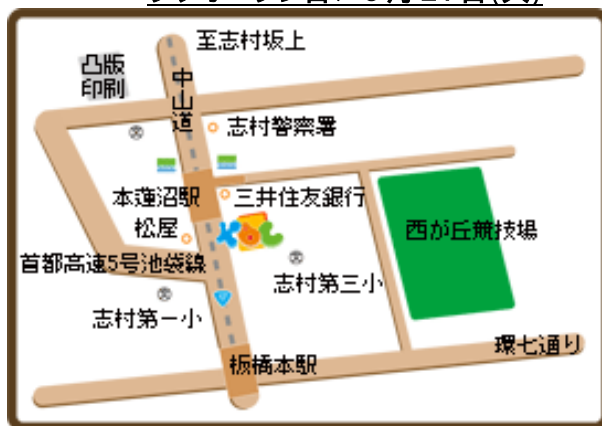 至志村坂上
凸版
印刷
中山道
志村警察署
本蓮沼駅
三井住友銀行
松屋
西が丘競技場
首都高速5号池袋線
志村第三小
志村第一小
環七通り
板橋本駅